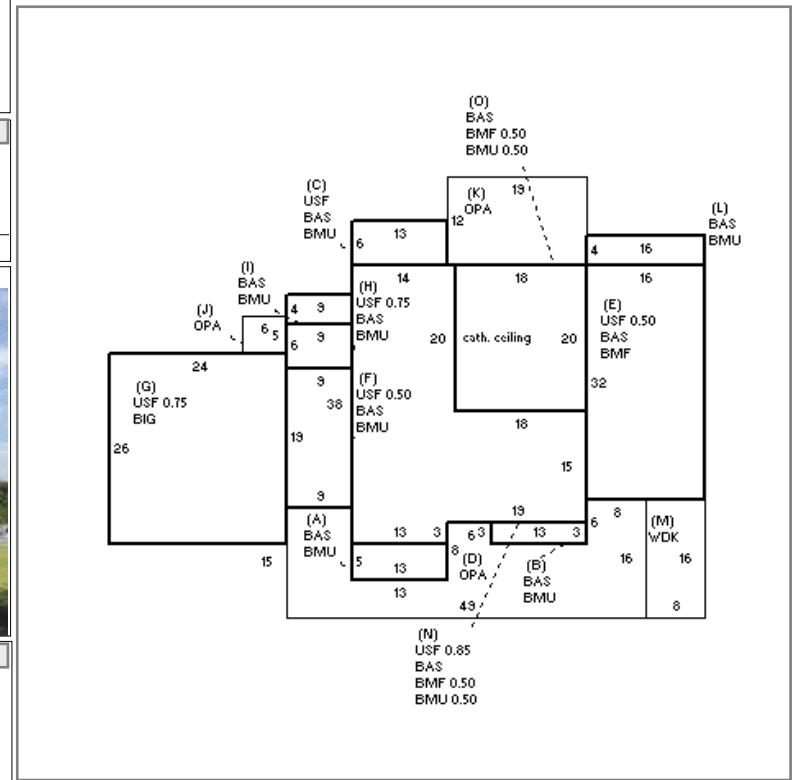 (O)
BAS
BMF 0.50
BMU 0.50
(C)
USF
BAS
BMU
(K)
OPA
19
12
(L)
BAS
BMU
6
13
4
16
(I)
BAS
BMU
(J)
OPA
14
18
16
(H)
USF 0.75
BAS
BMU
(E)
USF 0.50
BAS
BMF
4
9
6
5
6
9
20
cath. ceiling
20
24
(G)
USF 0.75
BIG
9
38
(F)
USF 0.50
BAS
BMU
32
18
26
19
15
9
19
8
(A)
BAS
BMU
13
3
6
3
13
3
6
(M)
WDK
15
5
13
8
(D)
OPA
(B)
BAS
BMU
16
16
13
49
8
(N)
USF 0.85
BAS
BMF 0.50
BMU 0.50